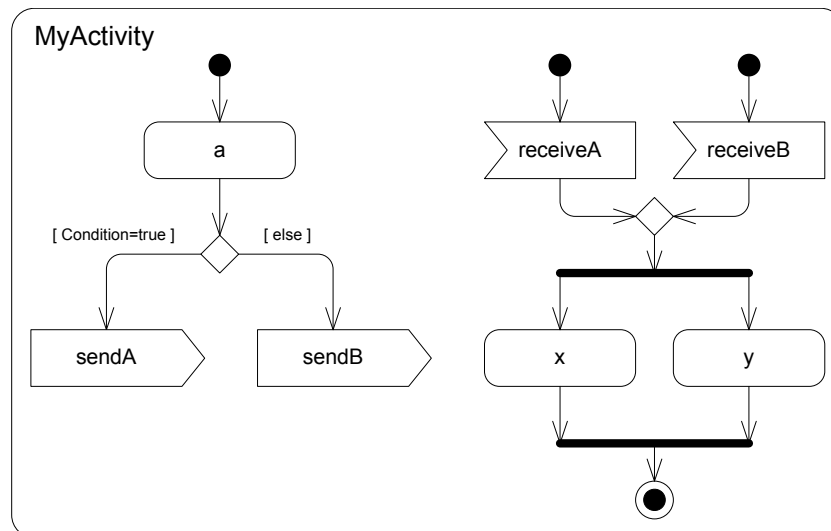 MyActivity
a
receiveA
receiveB
[ Condition=true ]
[ else ]
sendA
sendB
x
y